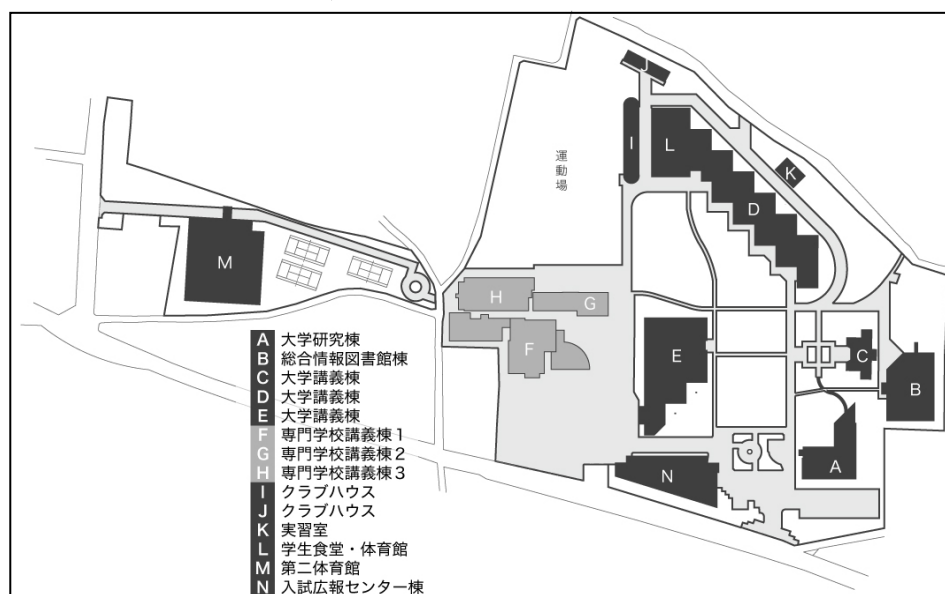 J
I
L
K
D
運動場
M
H
G
F
E
C
B
A
N
A 大学研究棟
B 総合情報図書館棟
C 大学講義棟
D 大学講義棟
E 大学講義棟
F 専門学校講義棟1
G 専門学校講義棟2
H 専門学校講義棟3
I クラブハウス
J クラブハウス
K 実習室
L 学生食堂・体育館
M 第二体育館
N 入試広報センター棟